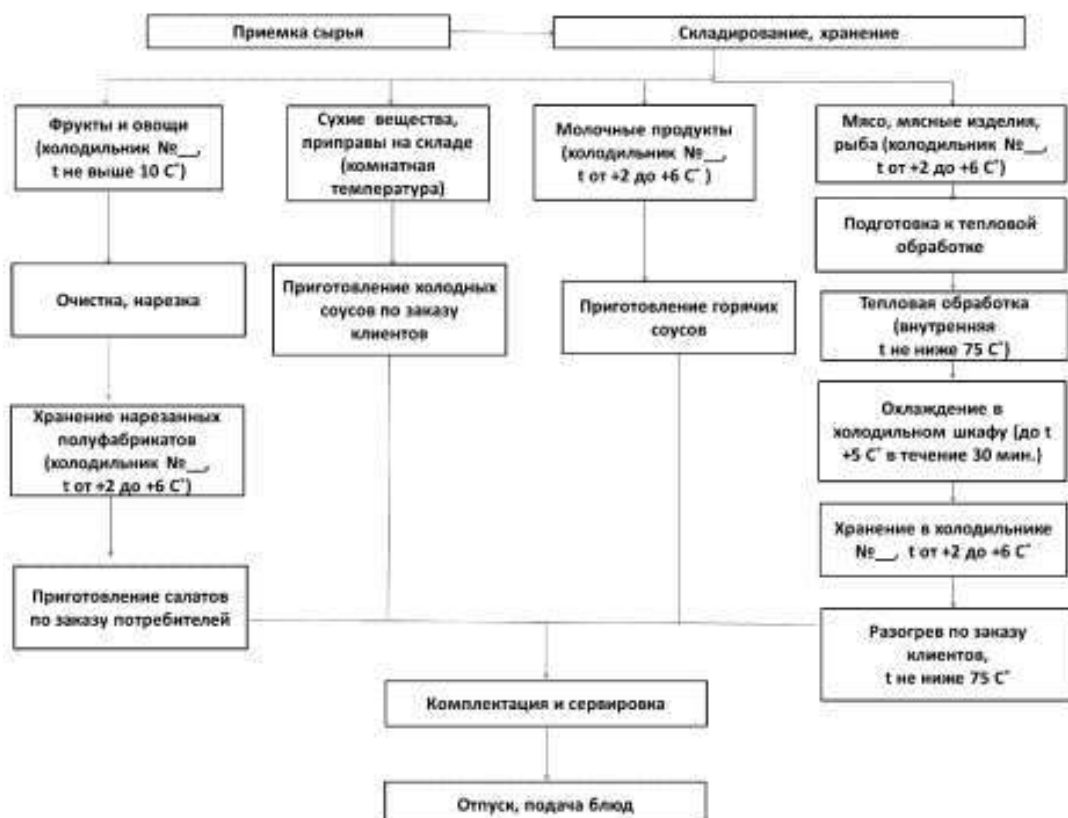 Приемка сырья
Складирование, хранение
Фрукты и овощи
(холодильник №__,
t не выше 10 С˚)
Сухие вещества,
приправы на складе
(комнатная
температура)
Молочные продукты
(холодильник №__,
t от +2 до +6 С˚ )
Мясо, мясные изделия,
рыба (холодильник №__,
t от +2 до +6 С˚)
Подготовка к тепловой
обработке
Очистка, нарезка
Приготовление холодных
соусов по заказу
клиентов
Приготовление горячих
соусов
Тепловая обработка
(внутренняя
t не ниже 75 С˚)
Хранение нарезанных
полуфабрикатов
(холодильник №__,
t от +2 до +6 С˚)
Охлаждение в
холодильном шкафу (до t
+5 С˚ в течение 30 мин.)
Хранение в холодильнике
№__, t от +2 до +6 С˚
Приготовление салатов
по заказу потребителей
Разогрев по заказу
клиентов,
t не ниже 75 С˚
Комплектация и сервировка
Отпуск, подача блюд